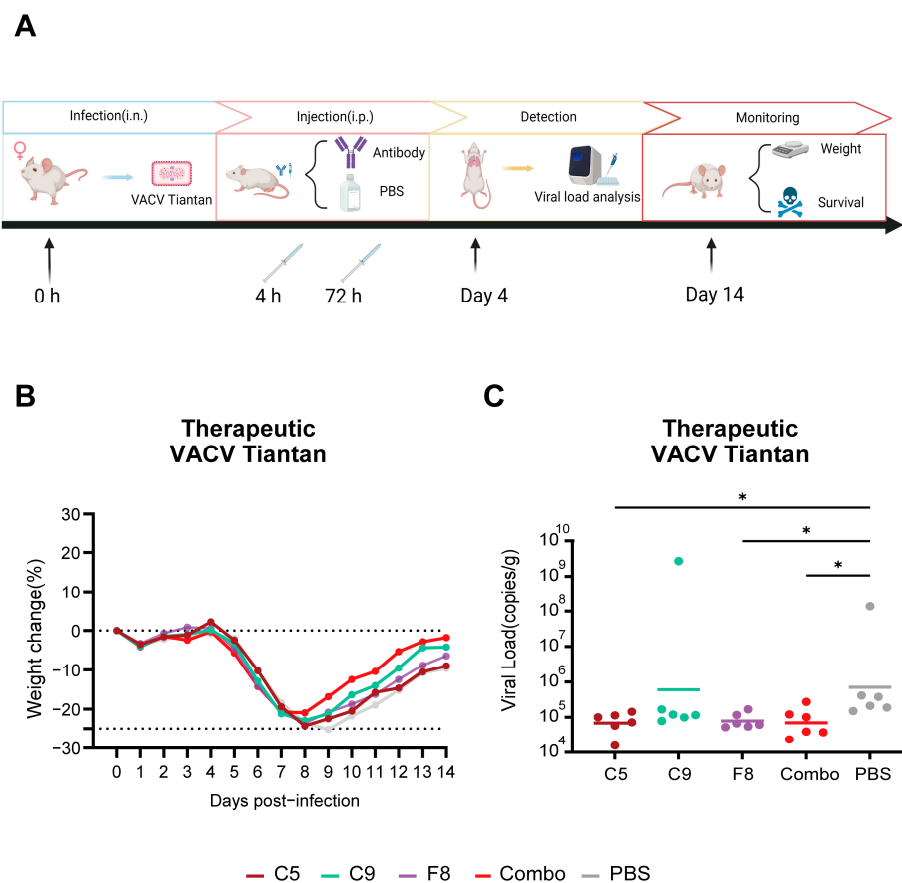 A
Infection(i.n.)
Injection(i.p.)
Detection
Monitoring
VACV Tiantan
Antibody
PBS
Viral load analysis
Weight
Survival
0 h
4 h
72 h
Day 4
Day 14
B
Therapeutic
VACV Tiantan
Weight change(%)
30
20
10
0
−10
−20
−30
0 1 2 3 4 5 6 7 8 9 10 11 12 13 14
Days post−infection
C
Therapeutic
VACV Tiantan
* 
*
*
Viral Load(copies/g)
10^10
10^9
10^8
10^7
10^6
10^5
10^4
C5 C9 F8 Combo PBS
C5 C9 F8 Combo PBS